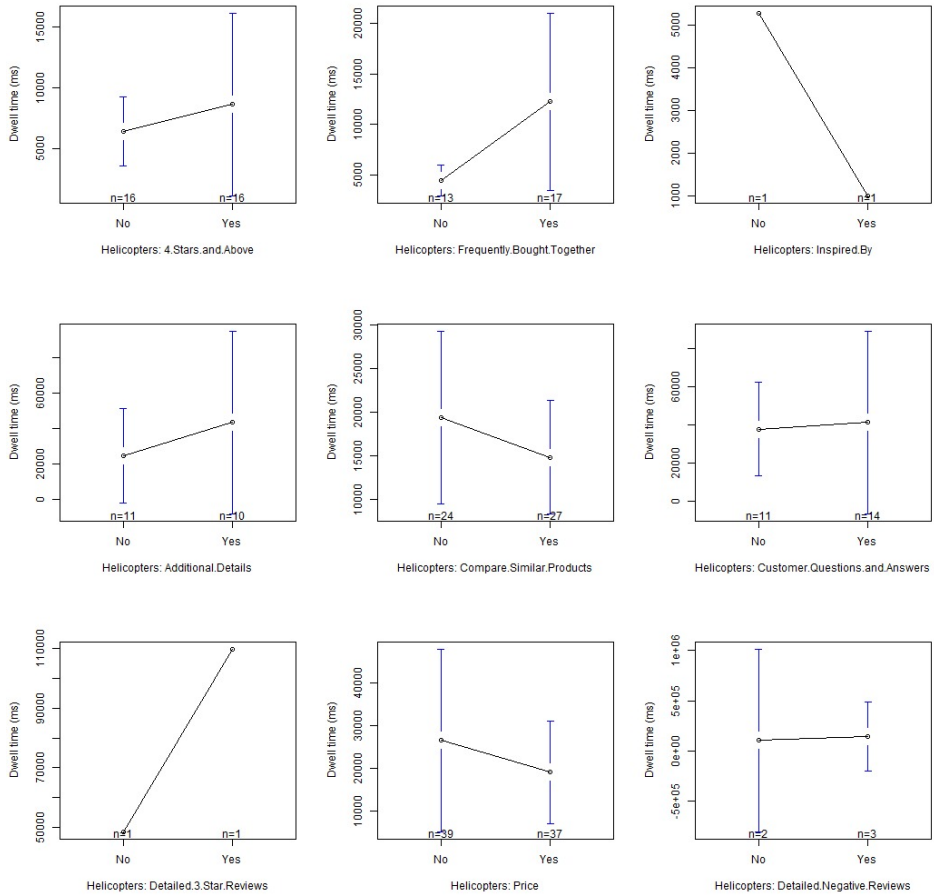 Dwell time (ms)
5000 10000 15000
n=16 n=16
No Yes
Helicopters: 4.Stars.and.Above
Dwell time (ms)
5000 10000 15000 20000
n=13 n=17
No Yes
Helicopters: Frequently.Bought.Together
Dwell time (ms)
1000 2000 3000 4000 5000
n=1 n=1
No Yes
Helicopters: Inspired.By
Dwell time (ms)
0 20000 60000
n=11 n=10
No Yes
Helicopters: Additional.Details
Dwell time (ms)
10000 15000 20000 25000 30000
n=24 n=27
No Yes
Helicopters: Compare.Similar.Products
Dwell time (ms)
0 20000 60000
n=11 n=14
No Yes
Helicopters: Customer.Questions.and.Answers
Dwell time (ms)
50000 70000 90000 110000
n=1 n=1
No Yes
Helicopters: Detailed.3.Star.Reviews
Dwell time (ms)
10000 20000 30000 40000
n=39 n=37
No Yes
Helicopters: Price
Dwell time (ms)
-5e+05 0e+00 5e+05 1e+06
n=2 n=3
No Yes
Helicopters: Detailed.Negative.Reviews